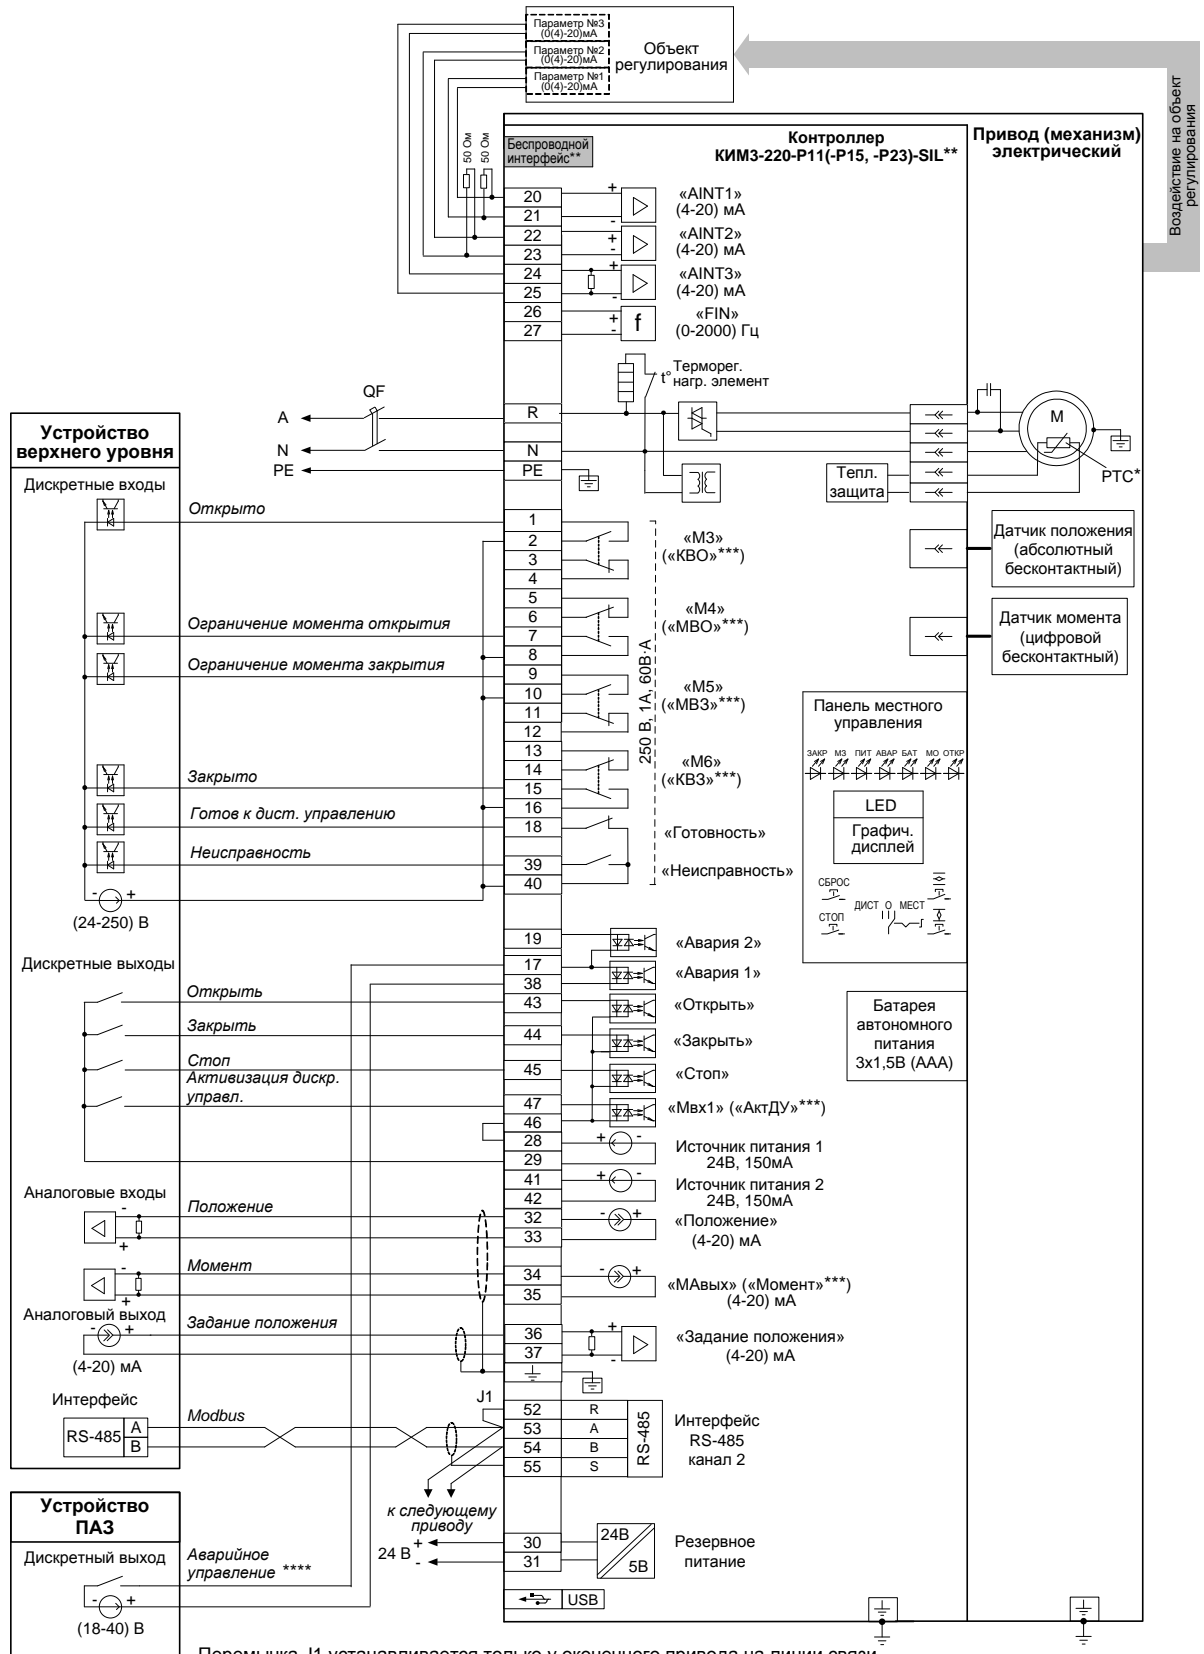 Параметр №3
(0(4)-20)мА
Параметр №2
(0(4)-20)мА
Параметр №1
(0(4)-20)мА
Объект
регулирования
Воздействие на объект
регулирования
50 Ом
50 Ом
Беспроводной
интерфейс**
Контроллер
КИМ3-220-Р11(-Р15, -Р23)-SIL**
Привод (механизм)
электрический
20
21
22
23
24
25
26
27
+
-
«AINT1»
(4-20) мА
+
-
«AINT2»
(4-20) мА
+
-
«AINT3»
(4-20) мА
+
-
f
«FIN»
(0-2000) Гц
t°
Терморег.
нагр. элемент
QF
A
N
PE
R
N
PE
Тепл.
защита
M
PTC*
Устройство
верхнего уровня
Дискретные входы
Открыто
Ограничение момента открытия
Ограничение момента закрытия
Закрыто
Готов к дист. управлению
Неисправность
- +
(24-250) В
1
2
3
4
5
6
7
8
9
10
11
12
13
14
15
16
18
39
40
«М3»
(«КВО»***)
«М4»
(«МВО»***)
«М5»
(«МВЗ»***)
«М6»
(«КВЗ»***)
250 В, 1А, 60В·А
«Готовность»
«Неисправность»
Датчик положения
(абсолютный
бесконтактный)
Датчик момента
(цифровой
бесконтактный)
Панель местного
управления
ЗАКР МЗ ПИТ АВАР БАТ МО ОТКР
LED
Графич.
дисплей
СБРОС
СТОП
ДИСТ О МЕСТ
Батарея
автономного
питания
3х1,5В (ААА)
Дискретные выходы
Открыть
Закрыть
Стоп
Активизация дискр.
управл.
19
17
38
43
44
45
47
46
28
29
41
42
32
33
34
35
36
37
«Авария 2»
«Авария 1»
«Открыть»
«Закрыть»
«Стоп»
«Мвх1» («АктДУ»***)
+ -
Источник питания 1
24В, 150мА
+ -
Источник питания 2
24В, 150мА
- +
«Положение»
(4-20) мА
- +
«МАвых» («Момент»***)
(4-20) мА
+
-
«Задание положения»
(4-20) мА
Аналоговые входы
-
+
Положение
-
+
Момент
Аналоговый выход
- +
Задание положения
(4-20) мА
Интерфейс
RS-485
A
B
Modbus
J1
52 R
53 A
54 B
55 S
RS-485
Интерфейс
RS-485
канал 2
к следующему
приводу
24 В
+
-
30
31
24В
5В
Резервное
питание
USB
Устройство
ПАЗ
Дискретный выход
Аварийное
управление ****
- +
(18-40) В
Перемычка J1 устанавливается только у оконечного привода на линии связи